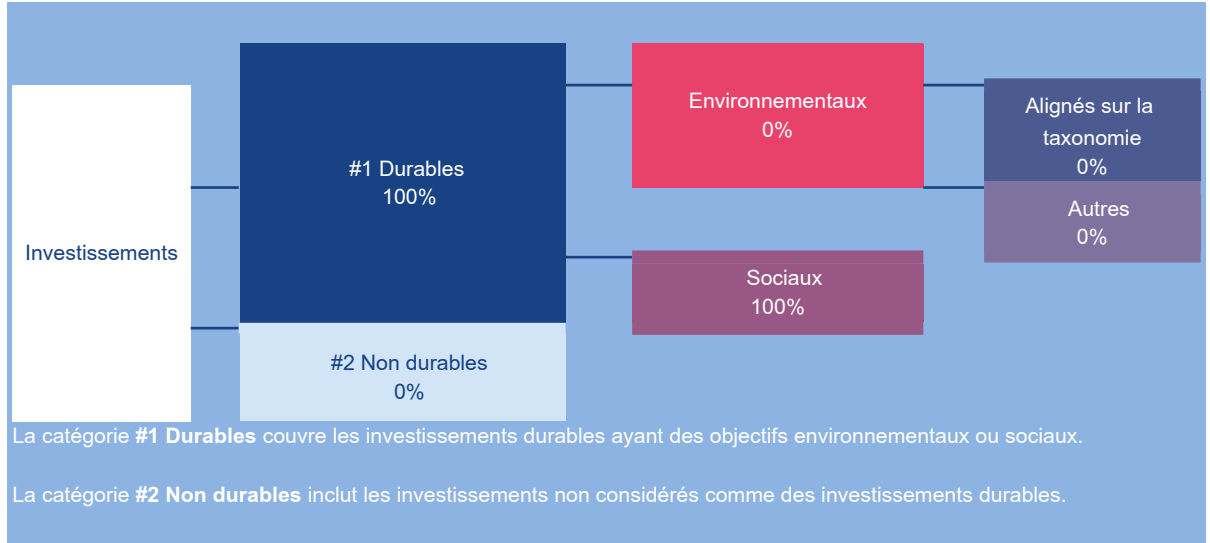 Investissements
#1 Durables
100%
#2 Non durables
0%
Environnementaux
0%
Sociaux
100%
Alignés sur la
taxonomie
0%
Autres
0%
La catégorie #1 Durables couvre les investissements durables ayant des objectifs environnementaux ou sociaux.
La catégorie #2 Non durables inclut les investissements non considérés comme des investissements durables.